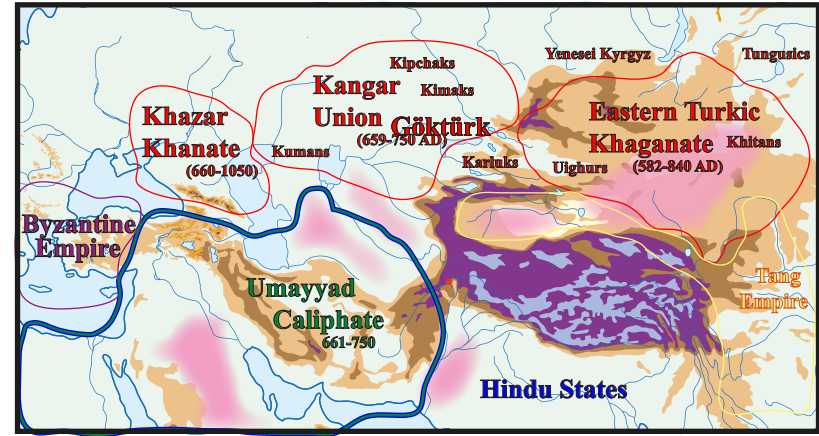 Yenesei Kyrgyz
Tungusics
Kipchaks
Kangar
Union
Kimaks
Göktürk
(659-750 AD)
Kumans
Khazar
Khanate
(660-1050)
Eastern Turkic
Khaganate
(582-840 AD)
Khitans
Karluks
Uighurs
Byzantine
Empire
Umayyad
Caliphate
661-750
Tang
Empire
Hindu States